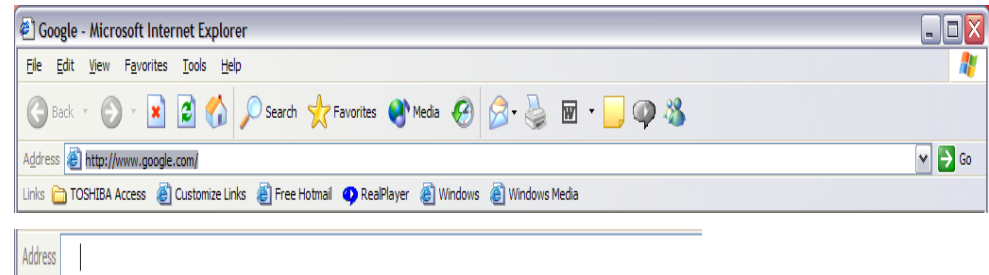 Google - Microsoft Internet Explorer
File Edit View Favorites Tools Help
Back Search Favorites Media W
Address http://www.google.com/ Go
Links TOSHIBA Access Customize Links Free Hotmail RealPlayer Windows Windows Media
Address